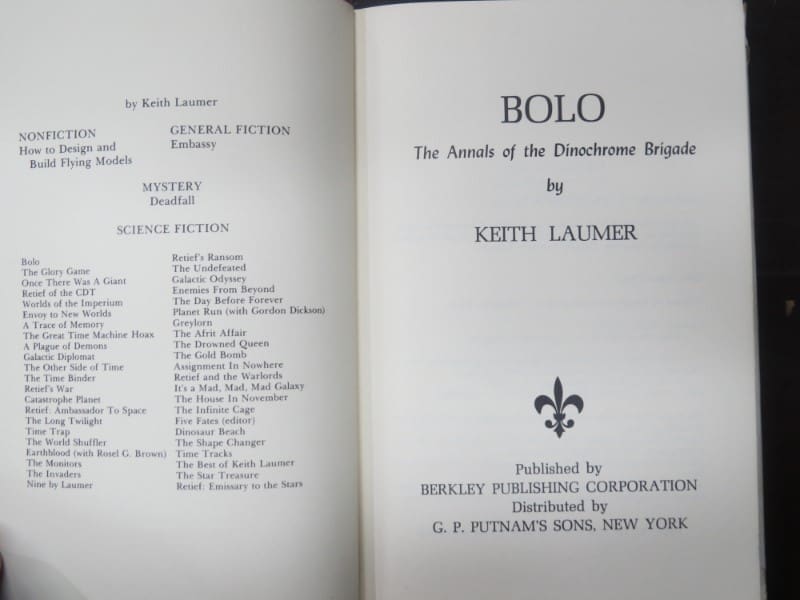 by Keith Laumer
NONFICTION
How to Design and
Build Flying Models
GENERAL FICTION
Embassy
MYSTERY
Deadfall
SCIENCE FICTION
Bolo
The Glory Game
Once There Was A Giant
Retief of the CDT
Worlds of the Imperium
Envoy to New Worlds
A Trace of Memory
The Great Time Machine Hoax
A Plague of Demons
Galactic Diplomat
The Other Side of Time
The Time Binder
Retief's War
Catastrophe Planet
Retief: Ambassador To Space
The Long Twilight
Time Trap
The World Shuffler
Earthblood (with Rosel G. Brown)
The Monitors
The Invaders
Nine by Laumer
Retief's Ransom
The Undefeated
Galactic Odyssey
Enemies From Beyond
The Day Before Forever
Planet Run (with Gordon Dickson)
Greylorn
The Afrit Affair
The Drowned Queen
The Gold Bomb
Assignment In Nowhere
Retief and the Warlords
It's a Mad, Mad, Mad Galaxy
The House In November
The Infinite Cage
Five Fates (editor)
Dinosaur Beach
The Shape Changer
Time Tracks
The Best of Keith Laumer
The Star Treasure
Retief: Emissary to the Stars
BOLO
The Annals of the Dinochrome Brigade
by
KEITH LAUMER
Published by
BERKLEY PUBLISHING CORPORATION
Distributed by
G. P. PUTNAM'S SONS, NEW YORK